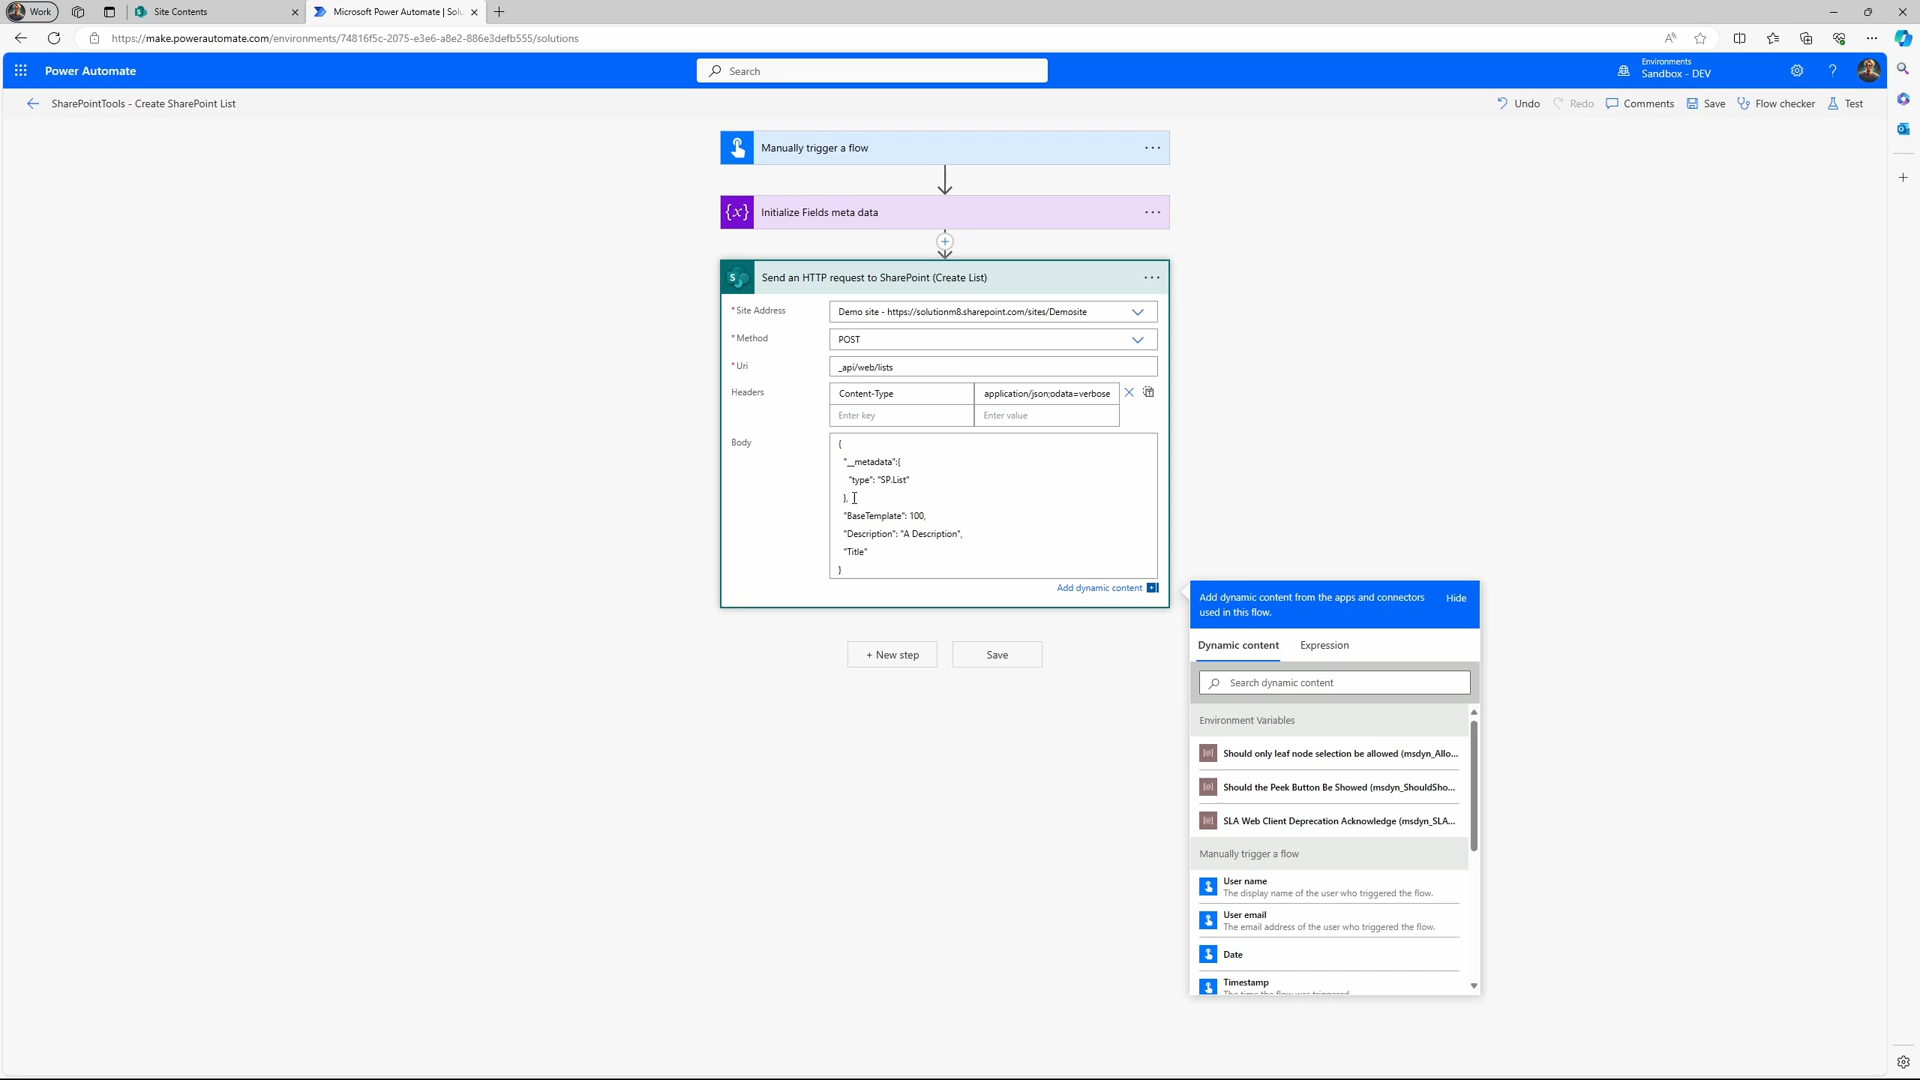 Work
Site Contents
Microsoft Power Automate | Solu
https://make.powerautomate.com/environments/74816f5c-2075-e3e6-a8e2-886e3defb555/solutions
Power Automate
Search
Environments
Sandbox - DEV
SharePointTools - Create SharePoint List
Undo
Redo
Comments
Save
Flow checker
Test
Manually trigger a flow
{x} Initialize Fields meta data
Send an HTTP request to SharePoint (Create List)
* Site Address
Demo site - https://solutionm8.sharepoint.com/sites/Demosite
* Method
POST
* Uri
_api/web/lists
Headers
Content-Type
application/json;odata=verbose
Enter key
Enter value
Body
{
"__metadata":{
"type": "SP.List"
},
"BaseTemplate": 100,
"Description": "A Description",
"Title"
}
Add dynamic content
+ New step
Save
Add dynamic content from the apps and connectors
used in this flow.
Hide
Dynamic content
Expression
Search dynamic content
Environment Variables
Should only leaf node selection be allowed (msdyn_Allo...
Should the Peek Button Be Showed (msdyn_ShouldSho...
SLA Web Client Deprecation Acknowledge (msdyn_SLA...
Manually trigger a flow
User name
The display name of the user who triggered the flow.
User email
The email address of the user who triggered the flow.
Date
Timestamp
The time the flow was triggered.